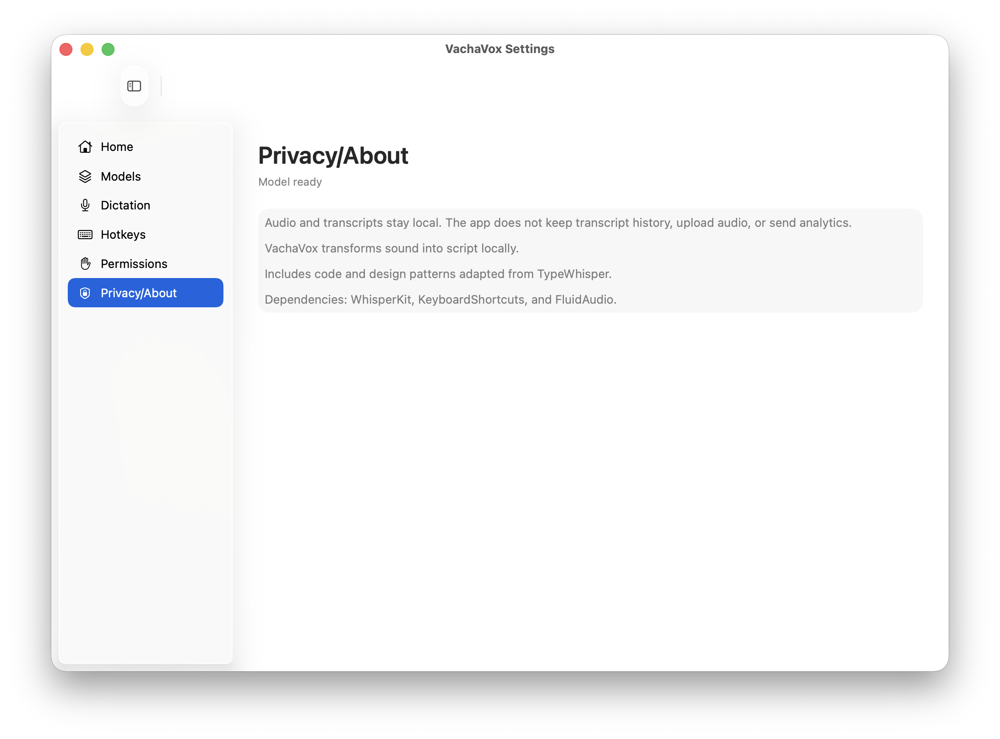 VachaVox Settings
Home
Models
Dictation
Hotkeys
Permissions
Privacy/About
Privacy/About
Model ready
Audio and transcripts stay local. The app does not keep transcript history, upload audio, or send analytics.
VachaVox transforms sound into script locally.
Includes code and design patterns adapted from TypeWhisper.
Dependencies: WhisperKit, KeyboardShortcuts, and FluidAudio.